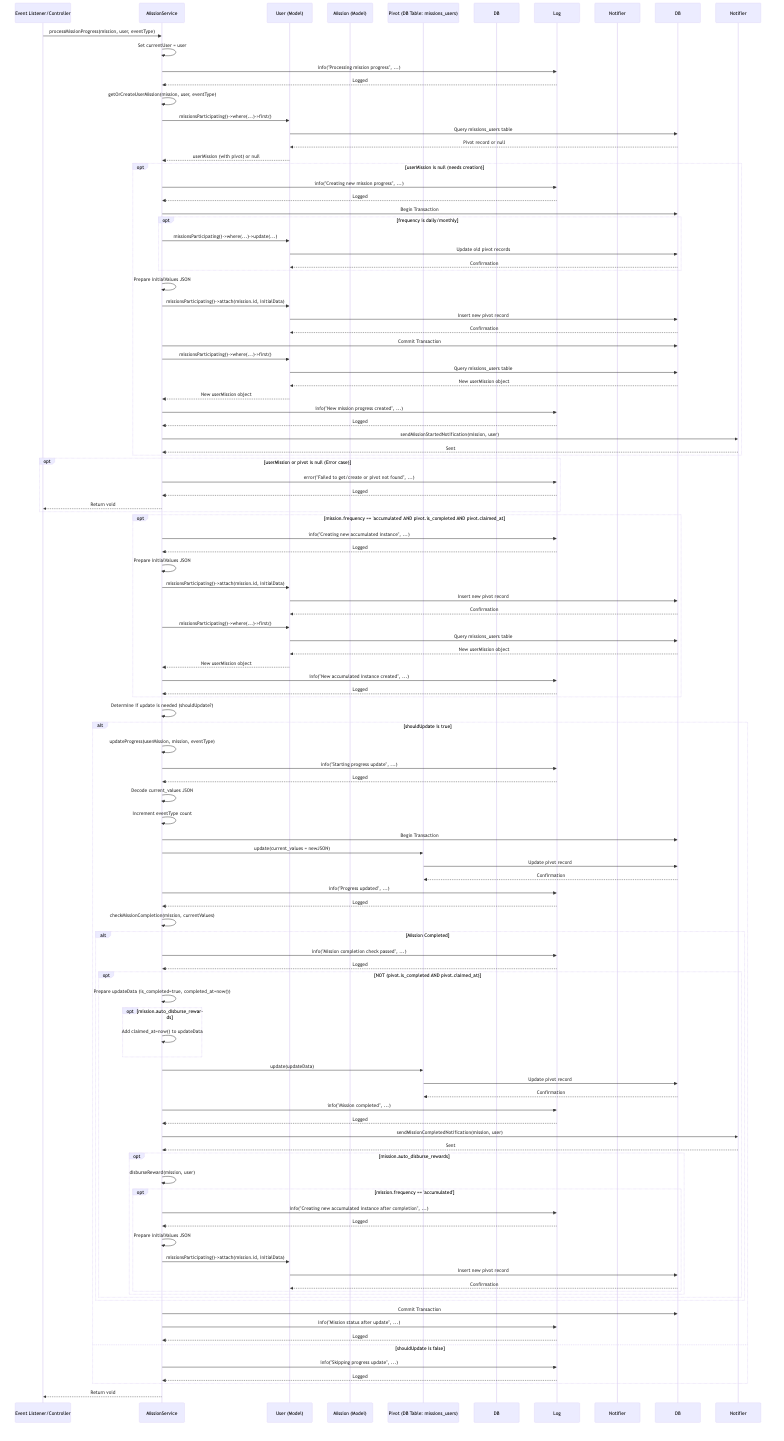 Event Listener/Controller
MissionService
User (Model)
Mission (Model)
Pivot (DB Table: missions_users)
DB
Log
Notifier
DB
Notifier
processMissionProgress(mission, user, eventType)
Set currentUser = user
info('Processing mission progress', ...)
Logged
getOrCreateUserMission(mission, user, eventType)
missionsParticipating()->where(...)->first()
Query missions_users table
Pivot record or null
userMission (with pivot) or null
opt
[userMission is null (needs creation)]
info('Creating new mission progress', ...)
Logged
Begin Transaction
opt
[frequency is daily/monthly]
missionsParticipating()->where(...)->update(...)
Update old pivot records
Confirmation
Prepare initialValues JSON
missionsParticipating()->attach(mission.id, initialData)
Insert new pivot record
Confirmation
Commit Transaction
missionsParticipating()->where(...)->first()
Query missions_users table
New userMission object
New userMission object
info('New mission progress created', ...)
Logged
sendMissionStartedNotification(mission, user)
Sent
opt
[userMission or pivot is null (Error case)]
error('Failed to get/create or pivot not found', ...)
Logged
Return void
opt
[mission.frequency == 'accumulated' AND pivot.is_completed AND pivot.claimed_at]
info('Creating new accumulated instance', ...)
Logged
Prepare initialValues JSON
missionsParticipating()->attach(mission.id, initialData)
Insert new pivot record
Confirmation
missionsParticipating()->where(...)->first()
Query missions_users table
New userMission object
New userMission object
info('New accumulated instance created', ...)
Logged
Determine if update is needed (shouldUpdate?)
alt
[shouldUpdate is true]
updateProgress(userMission, mission, eventType)
info('Starting progress update', ...)
Logged
Decode current_values JSON
Increment eventType count
Begin Transaction
update(current_values = newJSON)
Update pivot record
Confirmation
info('Progress updated', ...)
Logged
checkMissionCompletion(mission, currentValues)
alt
[Mission Completed]
info('Mission completion check passed', ...)
Logged
opt
[NOT (pivot.is_completed AND pivot.claimed_at)]
Prepare updateData (is_completed=true, completed_at=now())
opt
[mission.auto_disburse_rewar-
ds]
Add claimed_at=now() to updateData
update(updateData)
Update pivot record
Confirmation
info('Mission completed', ...)
Logged
sendMissionCompletedNotification(mission, user)
Sent
opt
[mission.auto_disburse_rewards]
disburseReward(mission, user)
opt
[mission.frequency == 'accumulated']
info('Creating new accumulated instance after completion', ...)
Logged
Prepare initialValues JSON
missionsParticipating()->attach(mission.id, initialData)
Insert new pivot record
Confirmation
Commit Transaction
info('Mission status after update', ...)
Logged
[shouldUpdate is false]
info('Skipping progress update', ...)
Logged
Return void
Event Listener/Controller
MissionService
User (Model)
Mission (Model)
Pivot (DB Table: missions_users)
DB
Log
Notifier
DB
Notifier